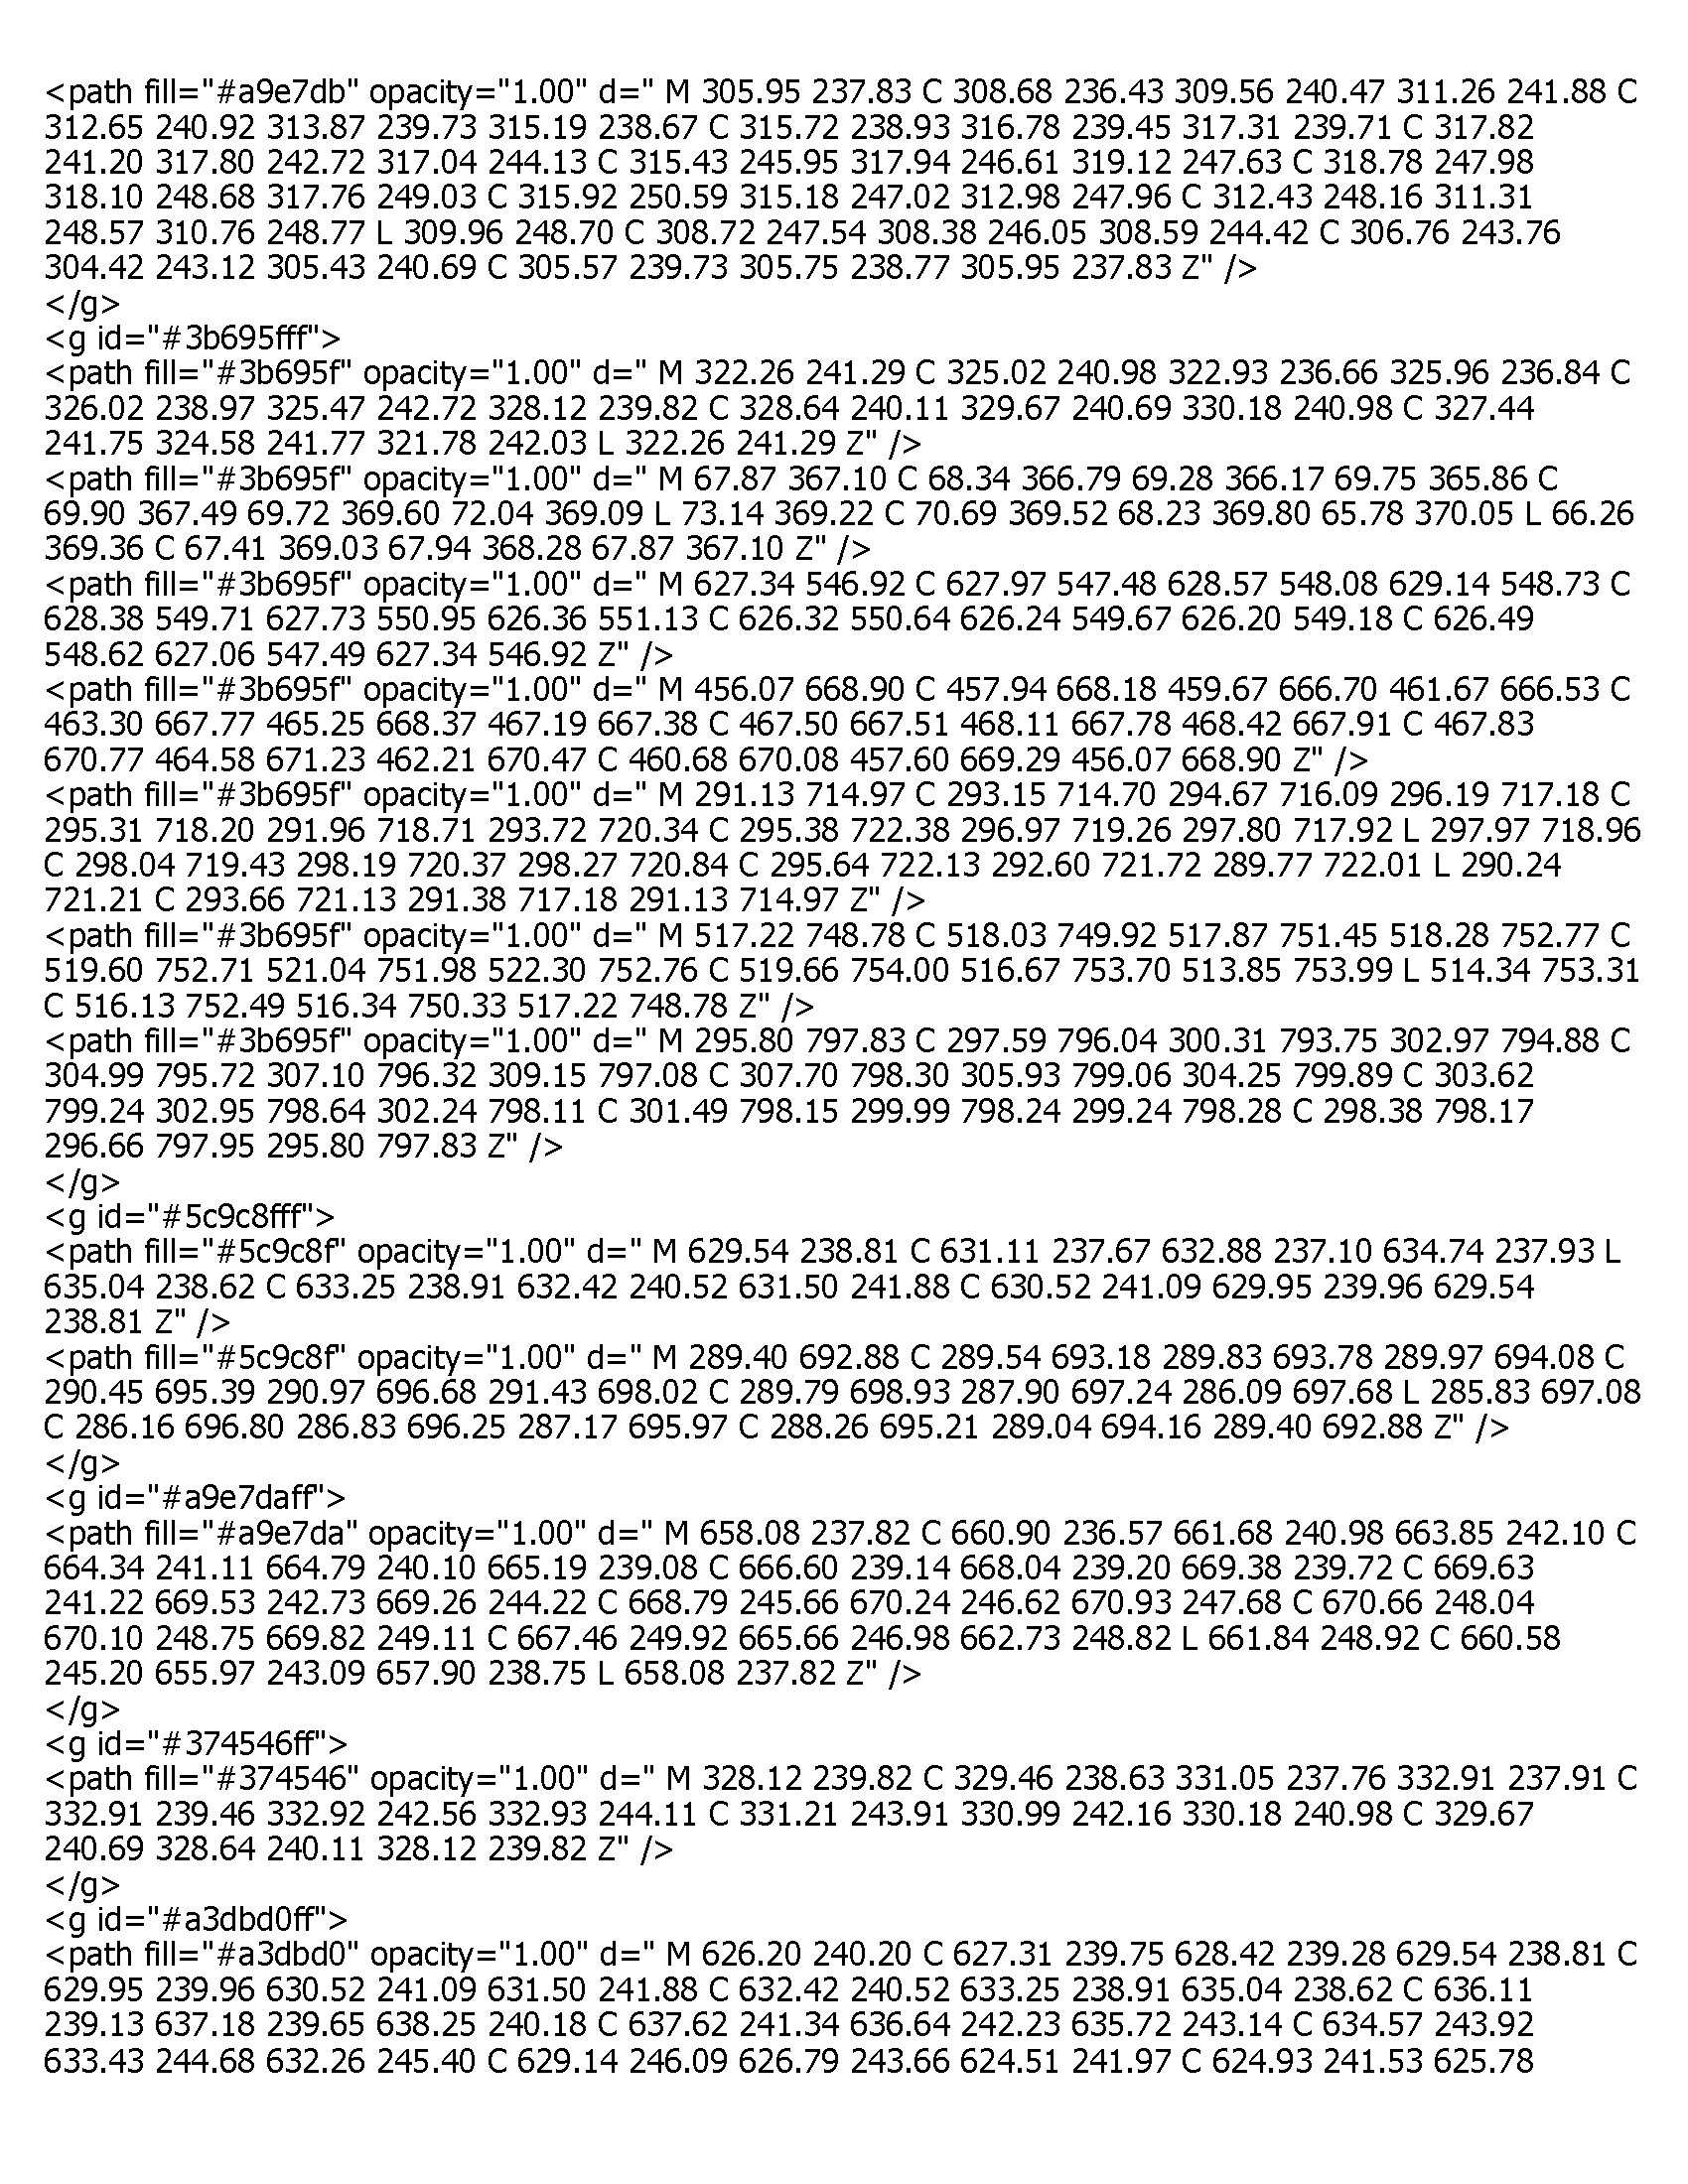 <path fill="#a9e7db" opacity="1.00" d=" M 305.95 237.83 C 308.68 236.43 309.56 240.47 311.26 241.88 C
312.65 240.92 313.87 239.73 315.19 238.67 C 315.72 238.93 316.78 239.45 317.31 239.71 C 317.82
241.20 317.80 242.72 317.04 244.13 C 315.43 245.95 317.94 246.61 319.12 247.63 C 318.78 247.98
318.10 248.68 317.76 249.03 C 315.92 250.59 315.18 247.02 312.98 247.96 C 312.43 248.16 311.31
248.57 310.76 248.77 L 309.96 248.70 C 308.72 247.54 308.38 246.05 308.59 244.42 C 306.76 243.76
304.42 243.12 305.43 240.69 C 305.57 239.73 305.75 238.77 305.95 237.83 Z" />
</g>
<g id="#3b695fff">
<path fill="#3b695f" opacity="1.00" d=" M 322.26 241.29 C 325.02 240.98 322.93 236.66 325.96 236.84 C
326.02 238.97 325.47 242.72 328.12 239.82 C 328.64 240.11 329.67 240.69 330.18 240.98 C 327.44
241.75 324.58 241.77 321.78 242.03 L 322.26 241.29 Z" />
<path fill="#3b695f" opacity="1.00" d=" M 67.87 367.10 C 68.34 366.79 69.28 366.17 69.75 365.86 C
69.90 367.49 69.72 369.60 72.04 369.09 L 73.14 369.22 C 70.69 369.52 68.23 369.80 65.78 370.05 L 66.26
369.36 C 67.41 369.03 67.94 368.28 67.87 367.10 Z" />
<path fill="#3b695f" opacity="1.00" d=" M 627.34 546.92 C 627.97 547.48 628.57 548.08 629.14 548.73 C
628.38 549.71 627.73 550.95 626.36 551.13 C 626.32 550.64 626.24 549.67 626.20 549.18 C 626.49
548.62 627.06 547.49 627.34 546.92 Z" />
<path fill="#3b695f" opacity="1.00" d=" M 456.07 668.90 C 457.94 668.18 459.67 666.70 461.67 666.53 C
463.30 667.77 465.25 668.37 467.19 667.38 C 467.50 667.51 468.11 667.78 468.42 667.91 C 467.83
670.77 464.58 671.23 462.21 670.47 C 460.68 670.08 457.60 669.29 456.07 668.90 Z" />
<path fill="#3b695f" opacity="1.00" d=" M 291.13 714.97 C 293.15 714.70 294.67 716.09 296.19 717.18 C
295.31 718.20 291.96 718.71 293.72 720.34 C 295.38 722.38 296.97 719.26 297.80 717.92 L 297.97 718.96
C 298.04 719.43 298.19 720.37 298.27 720.84 C 295.64 722.13 292.60 721.72 289.77 722.01 L 290.24
721.21 C 293.66 721.13 291.38 717.18 291.13 714.97 Z" />
<path fill="#3b695f" opacity="1.00" d=" M 517.22 748.78 C 518.03 749.92 517.87 751.45 518.28 752.77 C
519.60 752.71 521.04 751.98 522.30 752.76 C 519.66 754.00 516.67 753.70 513.85 753.99 L 514.34 753.31
C 516.13 752.49 516.34 750.33 517.22 748.78 Z" />
<path fill="#3b695f" opacity="1.00" d=" M 295.80 797.83 C 297.59 796.04 300.31 793.75 302.97 794.88 C
304.99 795.72 307.10 796.32 309.15 797.08 C 307.70 798.30 305.93 799.06 304.25 799.89 C 303.62
799.24 302.95 798.64 302.24 798.11 C 301.49 798.15 299.99 798.24 299.24 798.28 C 298.38 798.17
296.66 797.95 295.80 797.83 Z" />
</g>
<g id="#5c9c8fff">
<path fill="#5c9c8f" opacity="1.00" d=" M 629.54 238.81 C 631.11 237.67 632.88 237.10 634.74 237.93 L
635.04 238.62 C 633.25 238.91 632.42 240.52 631.50 241.88 C 630.52 241.09 629.95 239.96 629.54
238.81 Z" />
<path fill="#5c9c8f" opacity="1.00" d=" M 289.40 692.88 C 289.54 693.18 289.83 693.78 289.97 694.08 C
290.45 695.39 290.97 696.68 291.43 698.02 C 289.79 698.93 287.90 697.24 286.09 697.68 L 285.83 697.08
C 286.16 696.80 286.83 696.25 287.17 695.97 C 288.26 695.21 289.04 694.16 289.40 692.88 Z" />
</g>
<g id="#a9e7daff">
<path fill="#a9e7da" opacity="1.00" d=" M 658.08 237.82 C 660.90 236.57 661.68 240.98 663.85 242.10 C
664.34 241.11 664.79 240.10 665.19 239.08 C 666.60 239.14 668.04 239.20 669.38 239.72 C 669.63
241.22 669.53 242.73 669.26 244.22 C 668.79 245.66 670.24 246.62 670.93 247.68 C 670.66 248.04
670.10 248.75 669.82 249.11 C 667.46 249.92 665.66 246.98 662.73 248.82 L 661.84 248.92 C 660.58
245.20 655.97 243.09 657.90 238.75 L 658.08 237.82 Z" />
</g>
<g id="#374546ff">
<path fill="#374546" opacity="1.00" d=" M 328.12 239.82 C 329.46 238.63 331.05 237.76 332.91 237.91 C
332.91 239.46 332.92 242.56 332.93 244.11 C 331.21 243.91 330.99 242.16 330.18 240.98 C 329.67
240.69 328.64 240.11 328.12 239.82 Z" />
</g>
<g id="#a3dbd0ff">
<path fill="#a3dbd0" opacity="1.00" d=" M 626.20 240.20 C 627.31 239.75 628.42 239.28 629.54 238.81 C
629.95 239.96 630.52 241.09 631.50 241.88 C 632.42 240.52 633.25 238.91 635.04 238.62 C 636.11
239.13 637.18 239.65 638.25 240.18 C 637.62 241.34 636.64 242.23 635.72 243.14 C 634.57 243.92
633.43 244.68 632.26 245.40 C 629.14 246.09 626.79 243.66 624.51 241.97 C 624.93 241.53 625.78